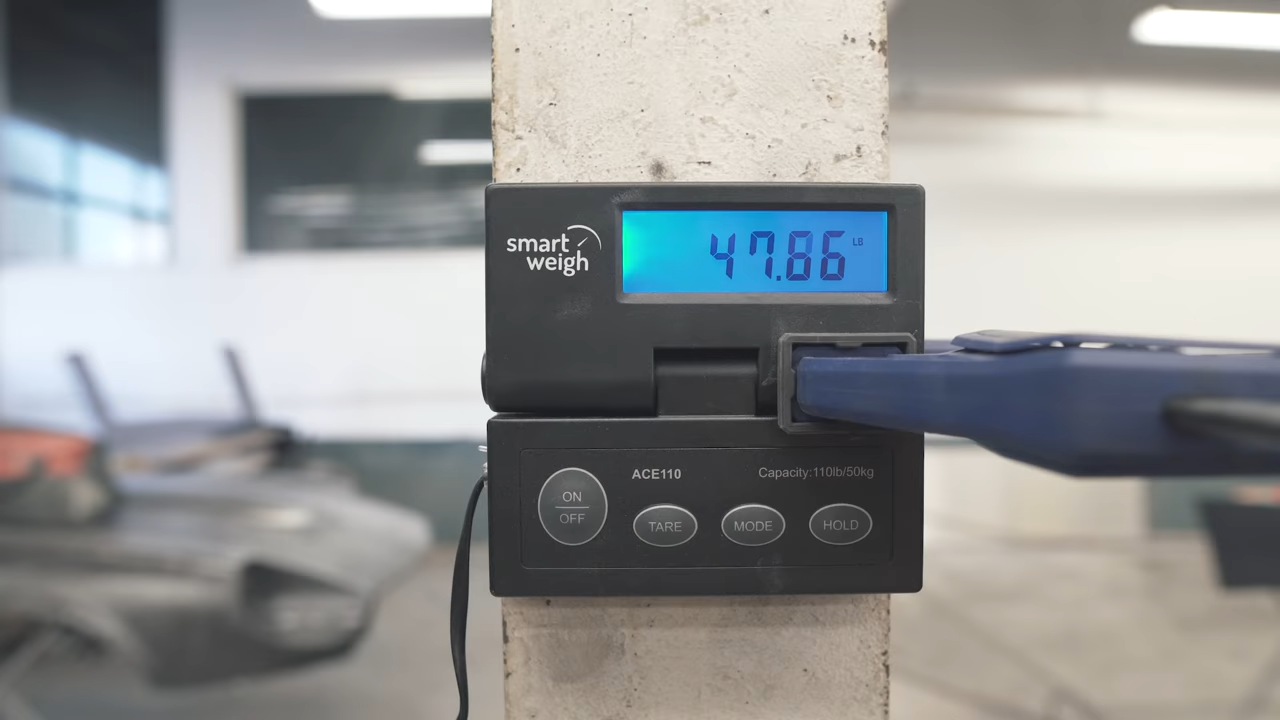 smart
weigh
47.86 LB
ACE110
Capacity:110lb/50kg
ON
OFF
TARE
MODE
HOLD